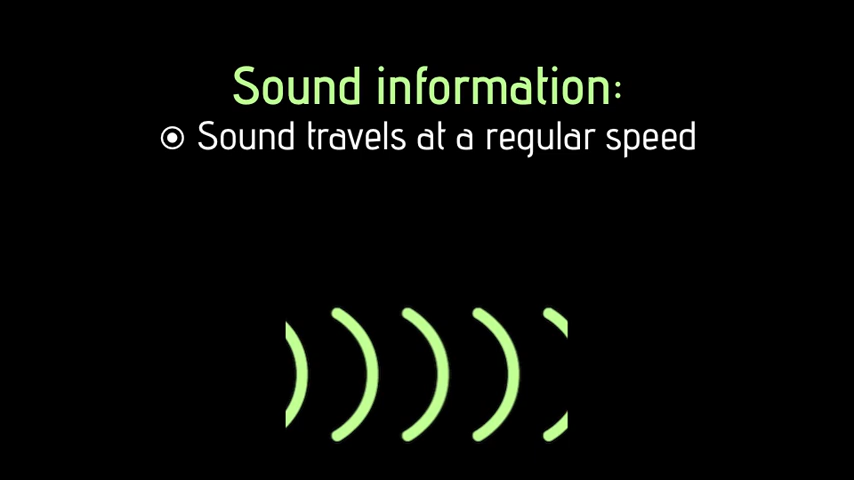 Sound information:
⦿ Sound travels at a regular speed